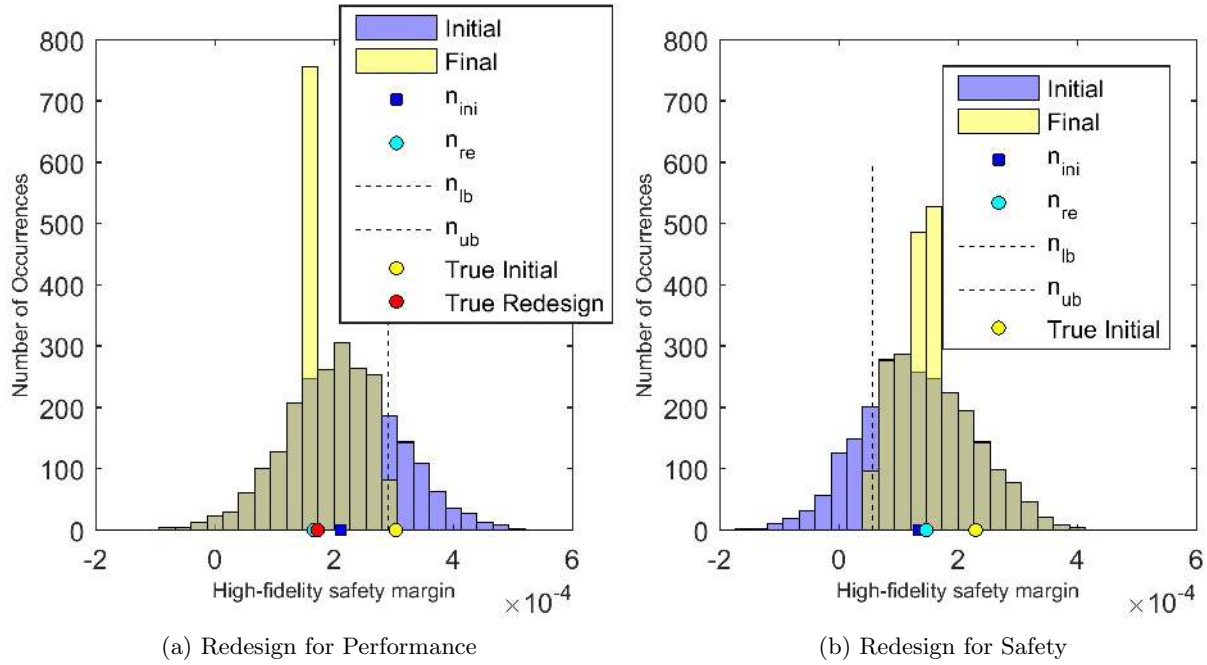 Initial
Final
n_ini
n_re
n_lb
n_ub
True Initial
True Redesign
800
700
600
500
400
300
200
100
0
Number of Occurrences
-2 0 2 4 6
High-fidelity safety margin
×10^-4
(a) Redesign for Performance
Initial
Final
n_ini
n_re
n_lb
n_ub
True Initial
800
700
600
500
400
300
200
100
0
Number of Occurrences
-2 0 2 4 6
High-fidelity safety margin
×10^-4
(b) Redesign for Safety